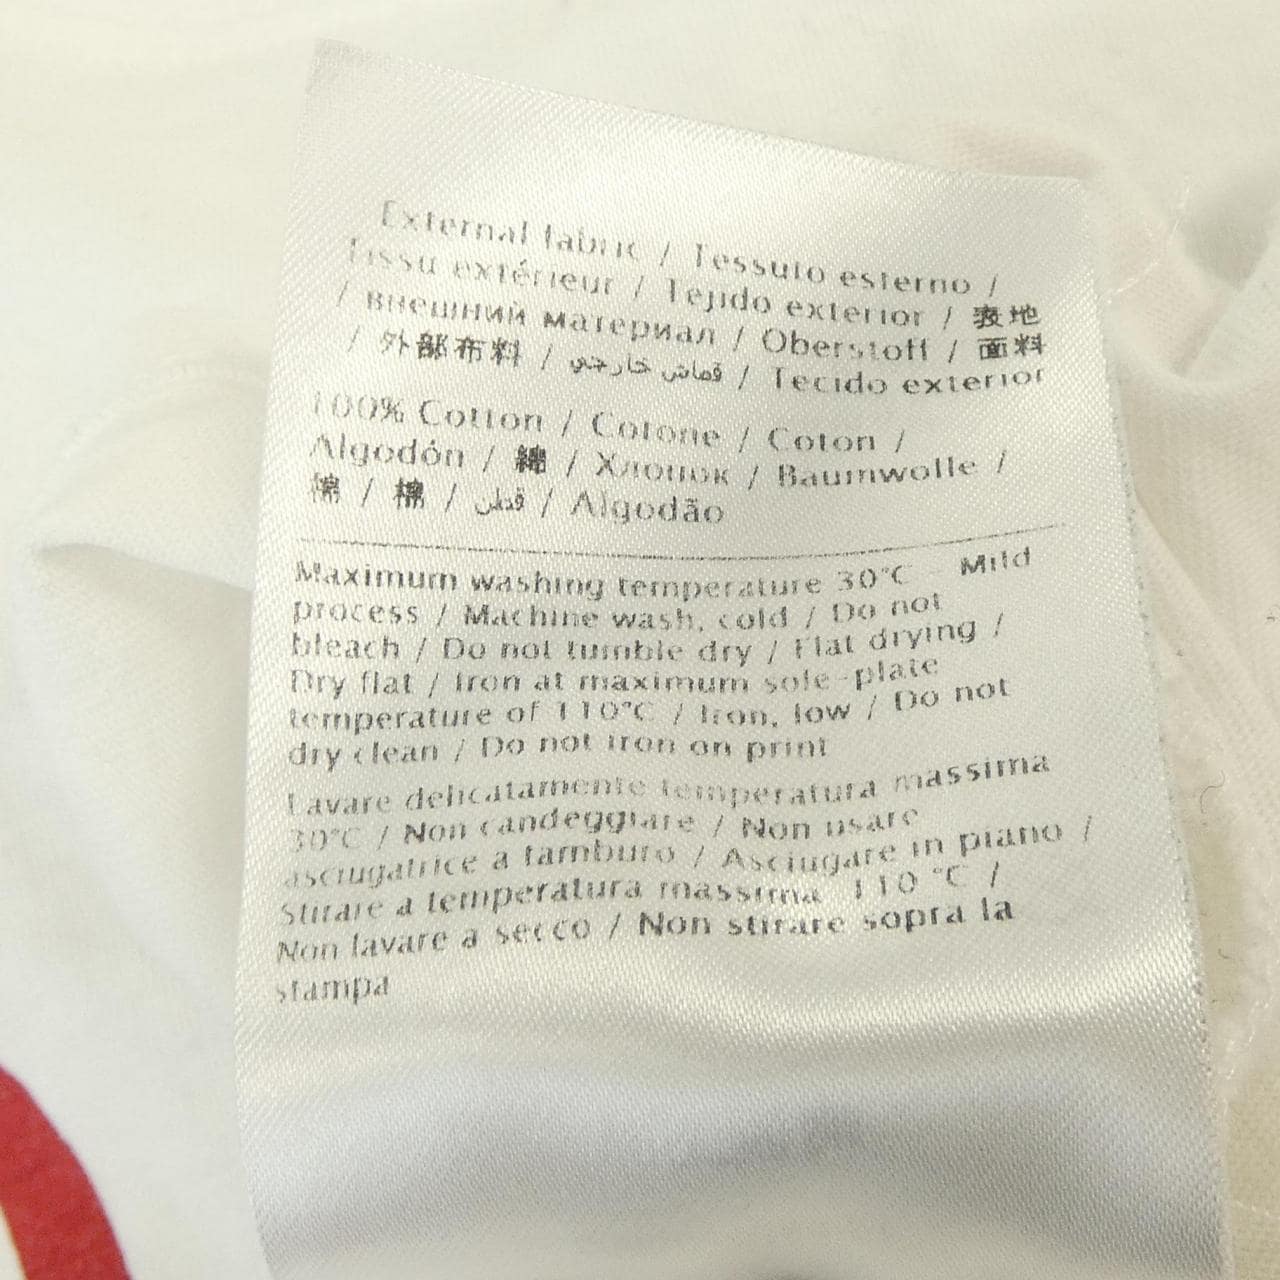 External fabric / Tessuto esterno /
Tissu extérieur / Tejido exterior / 表地
/ внешний материал / Oberstoff / 面料
/ 外部布料 / قماش خارجي / Tecido exterior
100% Cotton / Cotone / Coton /
Algodón / 綿 / Хлопок / Baumwolle /
棉 / 棉 / قطن / Algodão
Maximum washing temperature 30°C - Mild
process / Machine wash, cold / Do not
bleach / Do not tumble dry / Flat drying /
Dry flat / Iron at maximum sole-plate
temperature of 110°C / Iron, low / Do not
dry clean / Do not iron on print
Lavare delicatamente temperatura massima
30°C / Non candeggiare / Non usare
asciugatrice a tamburo / Asciugare in piano /
Stirare a temperatura massima 110 °C /
Non lavare a secco / Non stirare sopra la
stampa